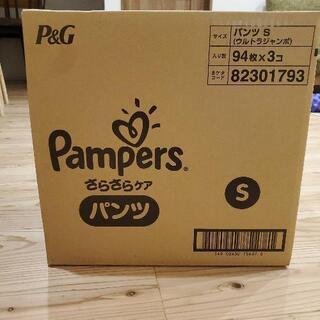 P&G
サイズ パンツ S
(ウルトラジャンボ)
入り数 94枚×3コ
82301793
Pampers®
さらさらケア
パンツ
S